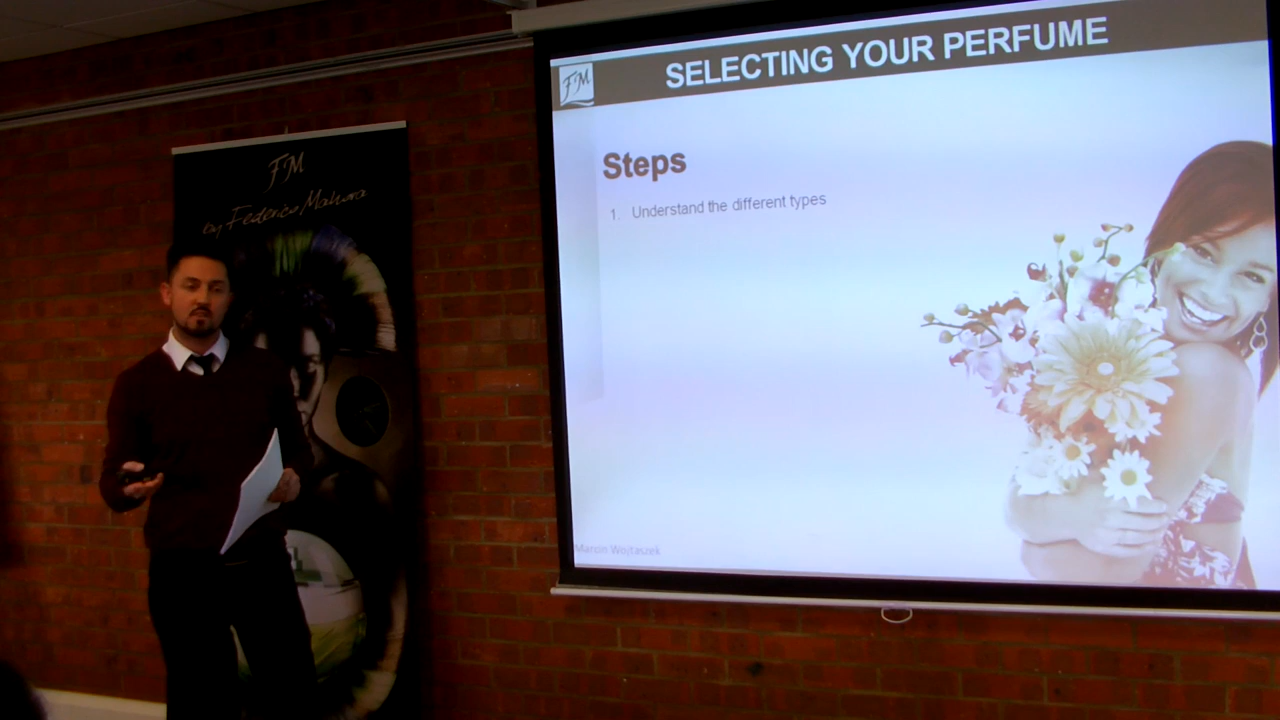 SELECTING YOUR PERFUME
FM
Steps
1. Understand the different types
Marcin Wojtaszek
FM
by Federico Mahora